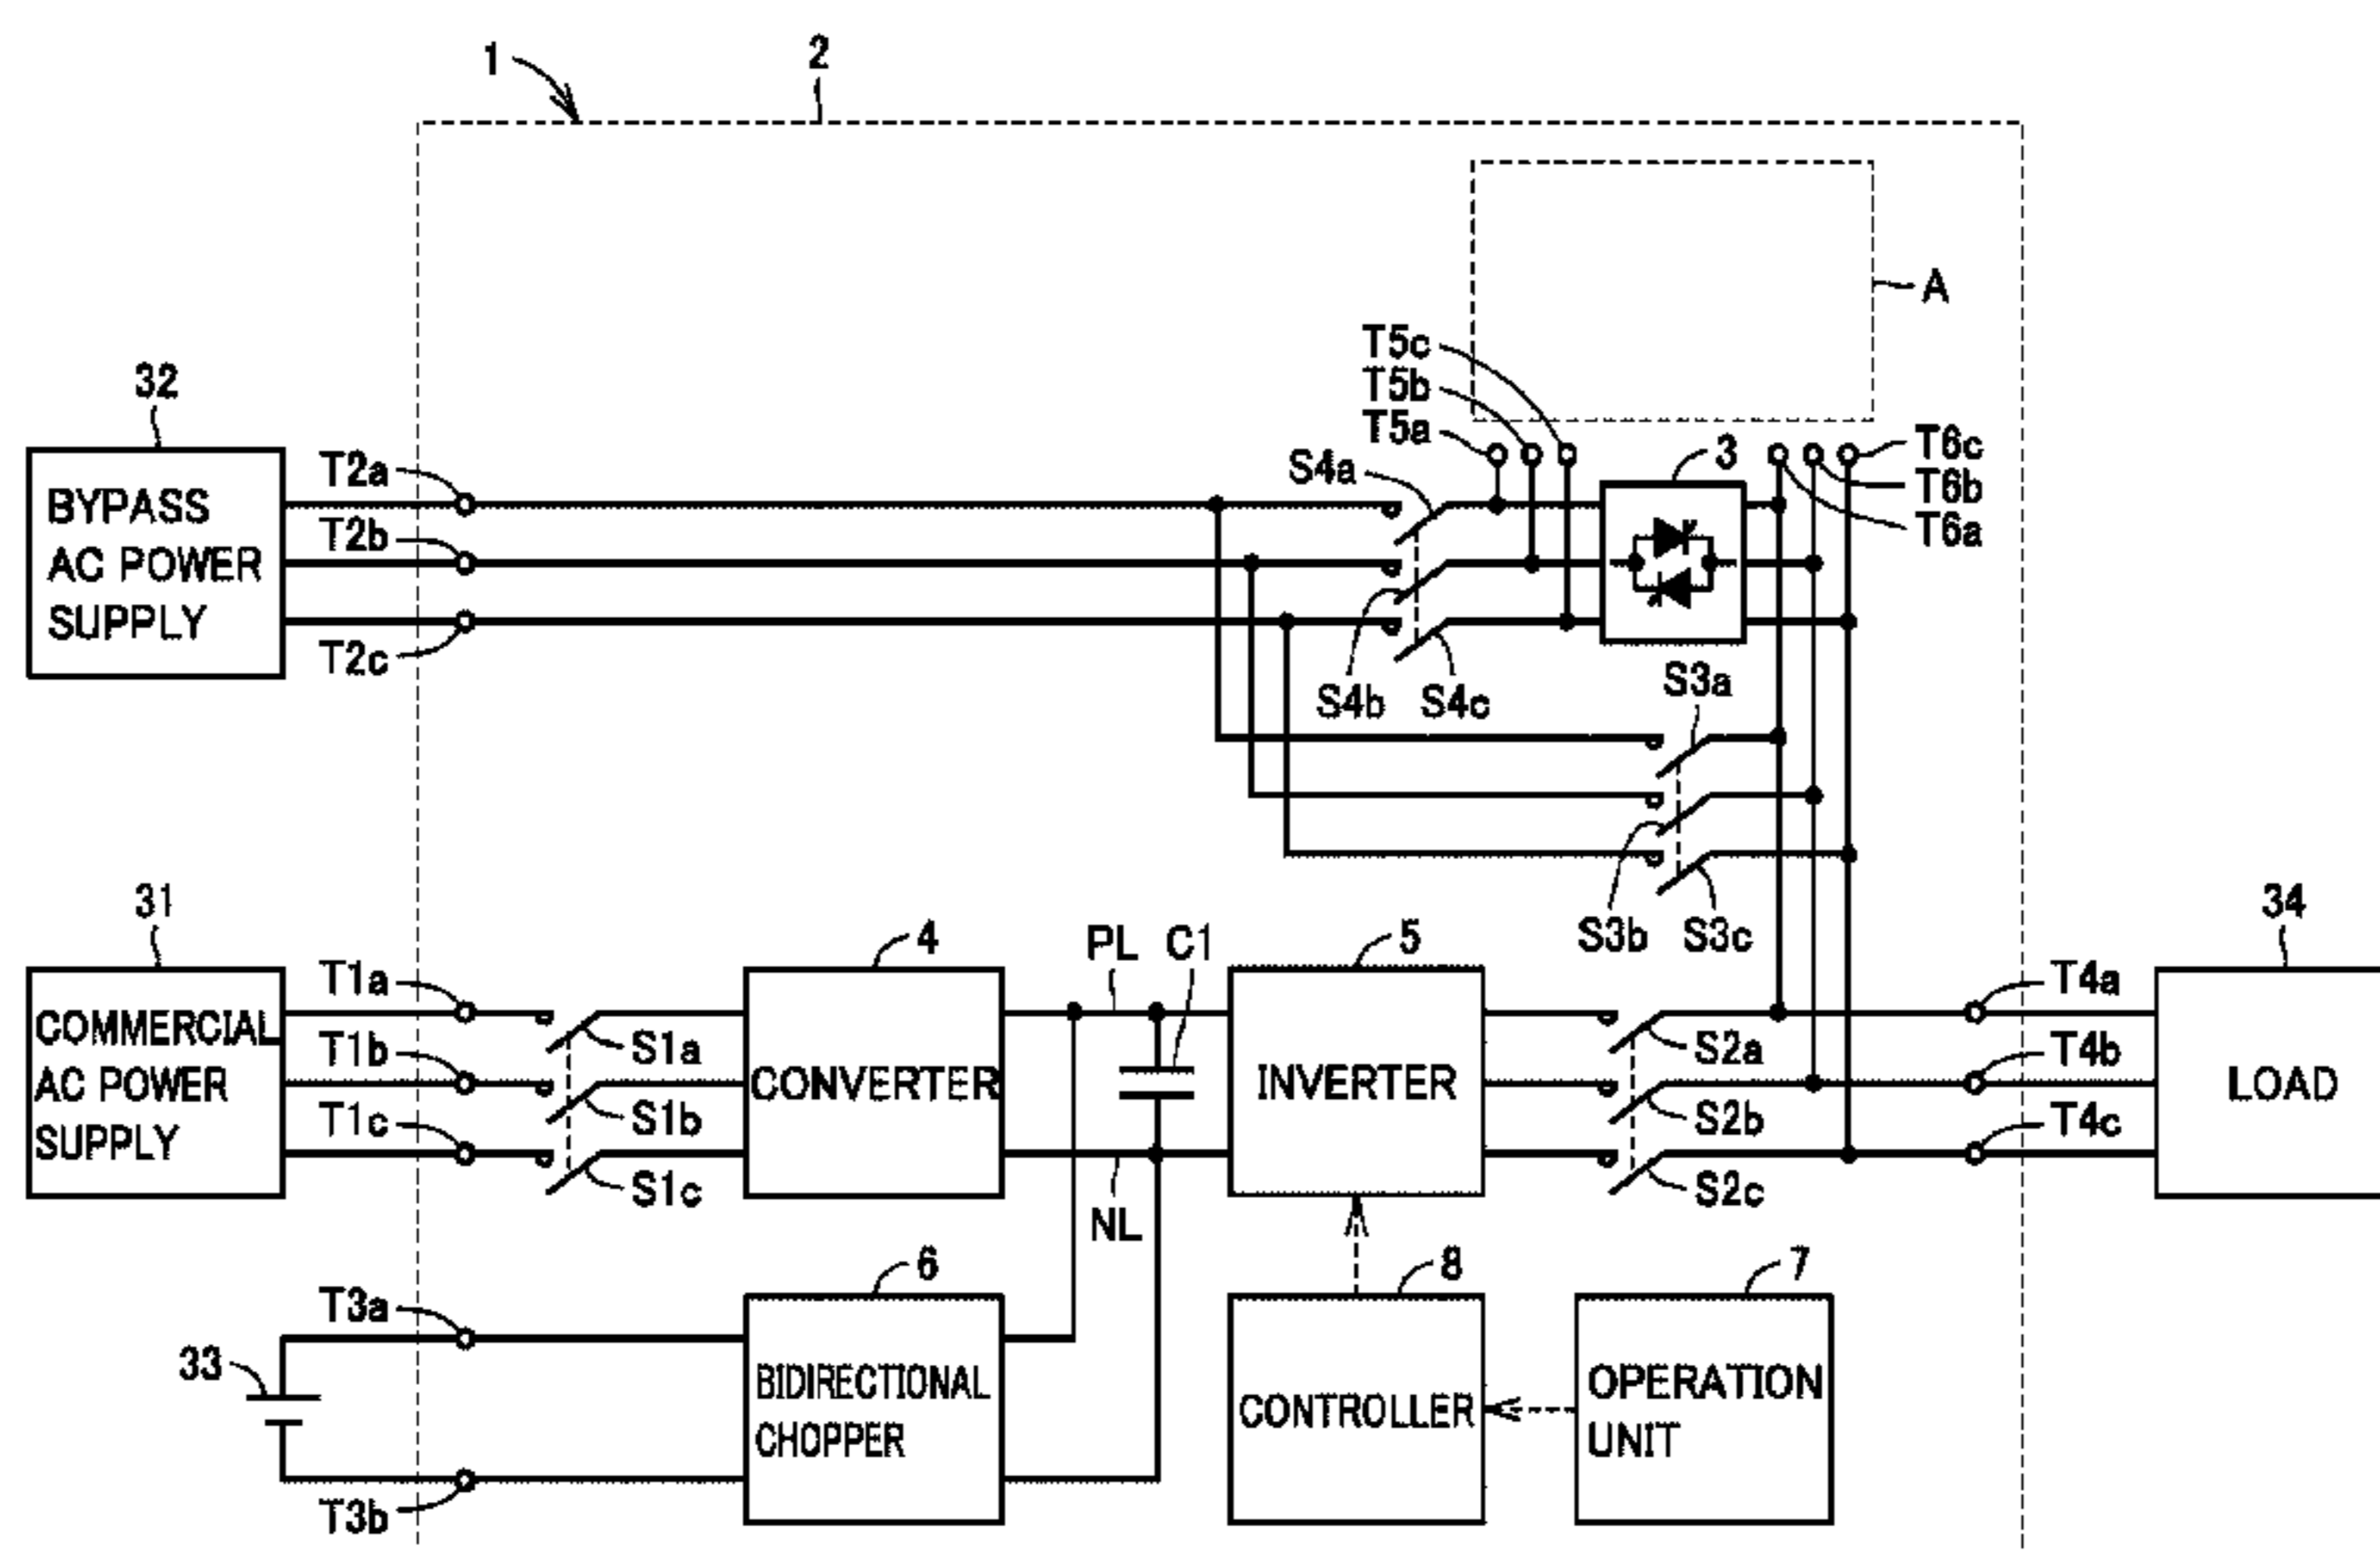 1
2
A
T5c
T5b
T5a
32
T2a
T2b
T2c
BYPASS
AC POWER
SUPPLY
S4a
S4b
S4c
3
T6c
T6b
T6a
S3a
S3b
S3c
31
T1a
T1b
T1c
COMMERCIAL
AC POWER
SUPPLY
S1a
S1b
S1c
4
CONVERTER
PL
C1
NL
5
INVERTER
S2a
S2b
S2c
T4a
T4b
T4c
34
LOAD
33
T3a
T3b
6
BIDIRECTIONAL
CHOPPER
8
CONTROLLER
7
OPERATION
UNIT